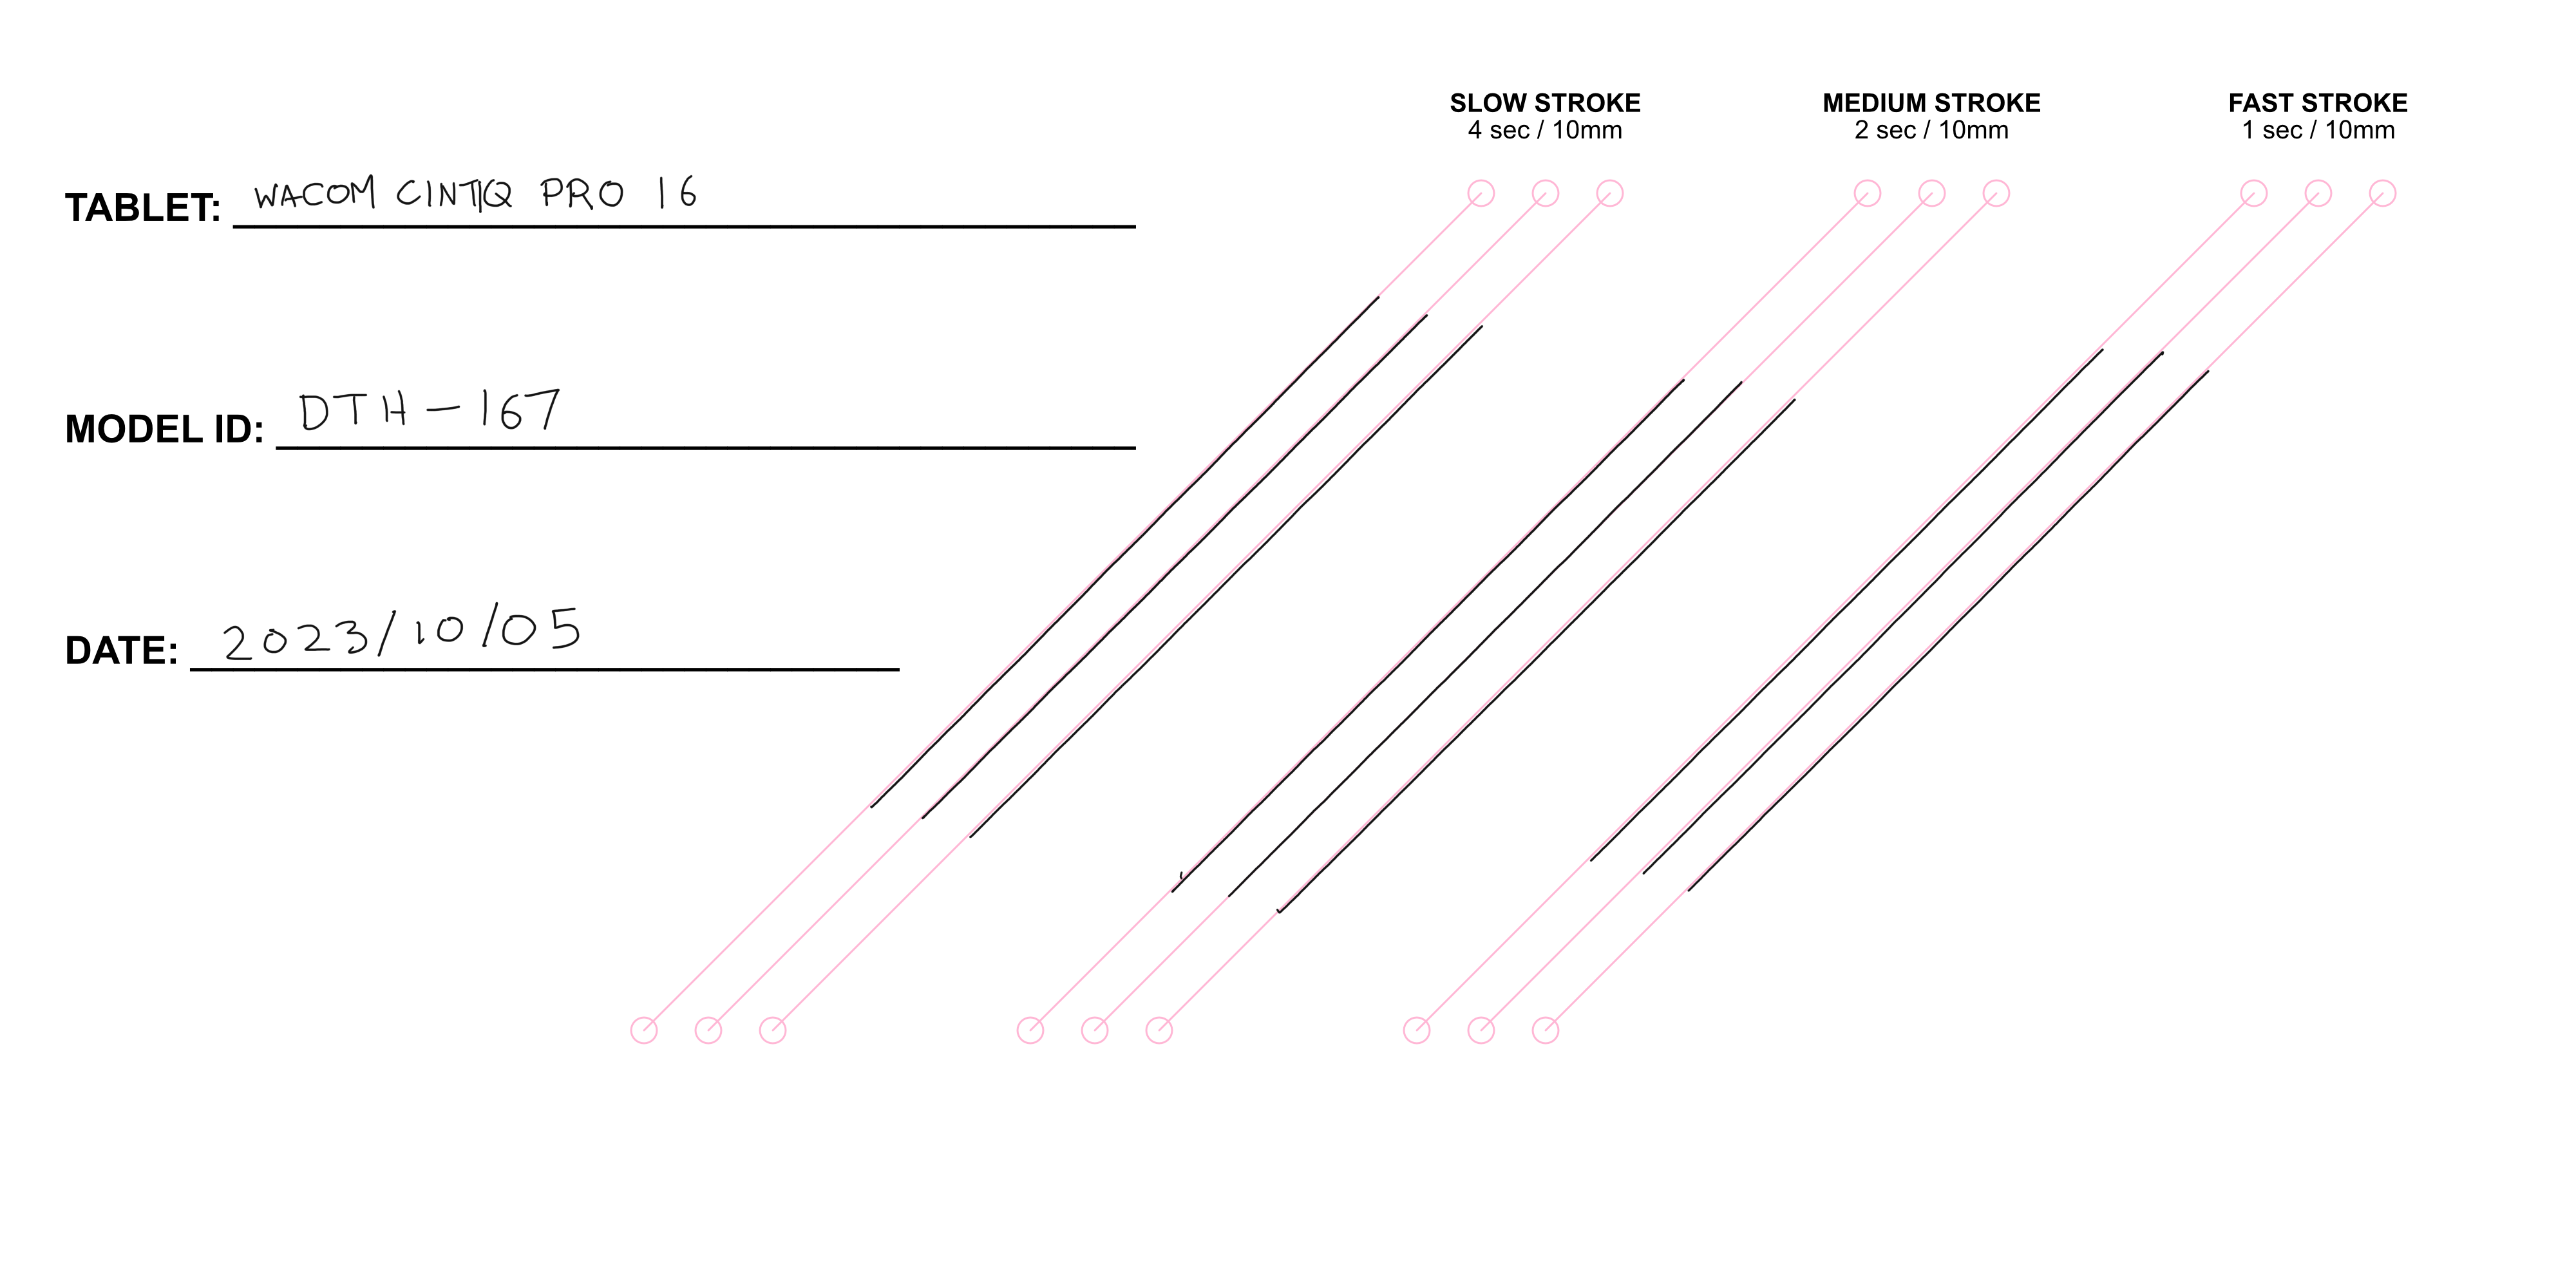 SLOW STROKE
4 sec / 10mm
MEDIUM STROKE
2 sec / 10mm
FAST STROKE
1 sec / 10mm
TABLET: WACOM CINTIQ PRO 16
MODEL ID: DTH-167
DATE: 2023/10/05